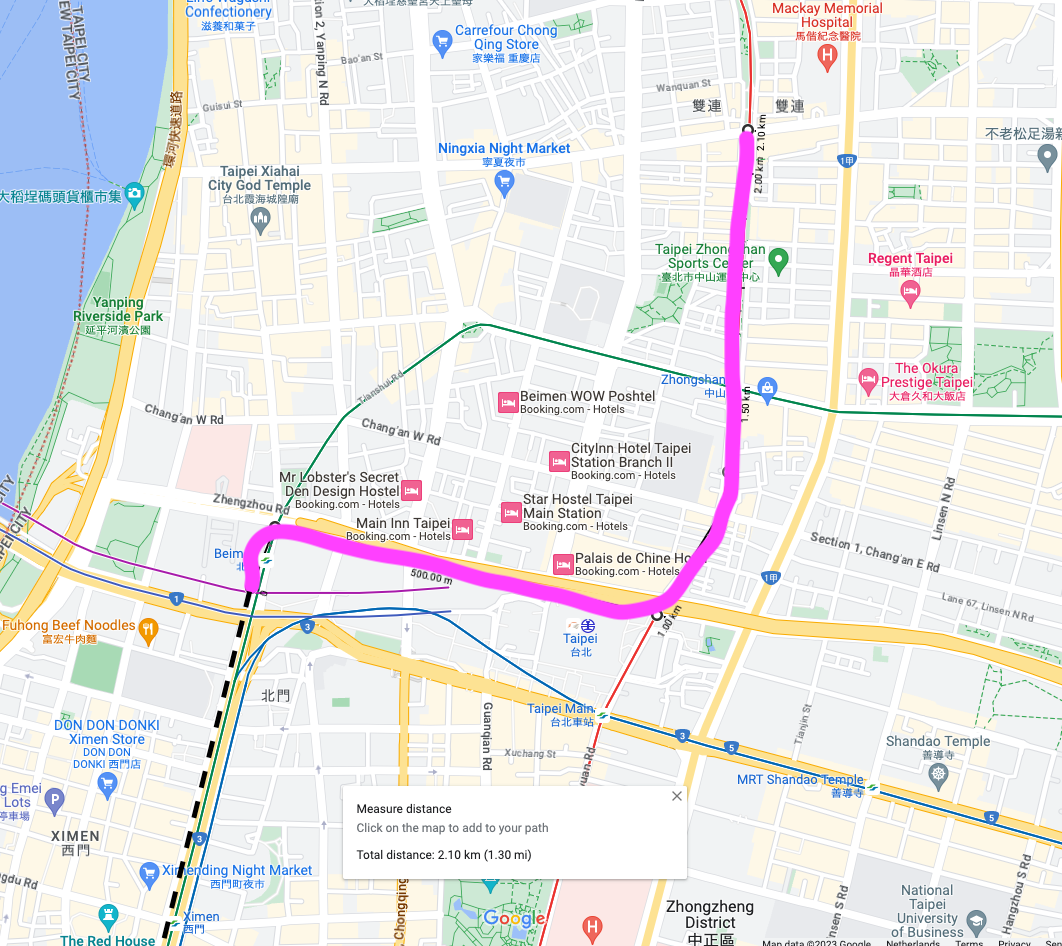 Confectionery
滋養和菓子
TAIPEI CITY
NEW TAIPEI CITY
Section 2, Yanping N Rd
Carrefour Chong
Qing Store
家樂福 重慶店
Mackay Memorial
Hospital
馬偕紀念醫院
Bao'an St
Guisui St
Wanquan St
環河快速道路
雙連
雙連
2.10 km
2.00 km
1甲
Ningxia Night Market
寧夏夜市
不老松足湯
Taipei Xiahai
City God Temple
台北霞海城隍廟
大稻埕碼頭貨櫃市集
Taipei Zhongshan
Sports Center
臺北市中山運動中心
Regent Taipei
晶華酒店
Yanping
Riverside Park
延平河濱公園
Zhongshan
中山
1.50 km
The Okura
Prestige Taipei
大倉久和大飯店
Tianshui Rd
Beimen WOW Poshtel
Booking.com - Hotels
Chang'an W Rd
Chang'an W Rd
CityInn Hotel Taipei
Station Branch II
Booking.com - Hotels
Mr Lobster's Secret
Den Design Hostel
Booking.com - Hotels
Zhengzhou Rd
Star Hostel Taipei
Main Station
Booking.com - Hotels
Main Inn Taipei
Booking.com - Hotels
Linsen N Rd
Section 1, Chang'an E Rd
Palais de Chine Ho
Booking.com - Hotels
500.00 m
1甲
1
Lane 67, Linsen N Rd
1.00 km
Fuhong Beef Noodles
富宏牛肉麵
3
Taipei
台北
北門
Taipei Main
台北車站
Guanqian Rd
Tianjin St
3
5
DON DON DONKI
Ximen Store
DON DON
DONKI 西門店
Xuchang St
Shandao Temple
善導寺
MRT Shandao Temple
善導寺
P
Measure distance
Click on the map to add to your path
Total distance: 2.10 km (1.30 mi)
5
XIMEN
西門
3
Ximending Night Market
西門町夜市
Ximen
西門
The Red House
Chongqing
Google
Zhongzheng
District
中正區
National
Taipei
University
of Business
Hangzhou S Rd
Map data ©2023 Google
Netherlands
Terms
Privacy